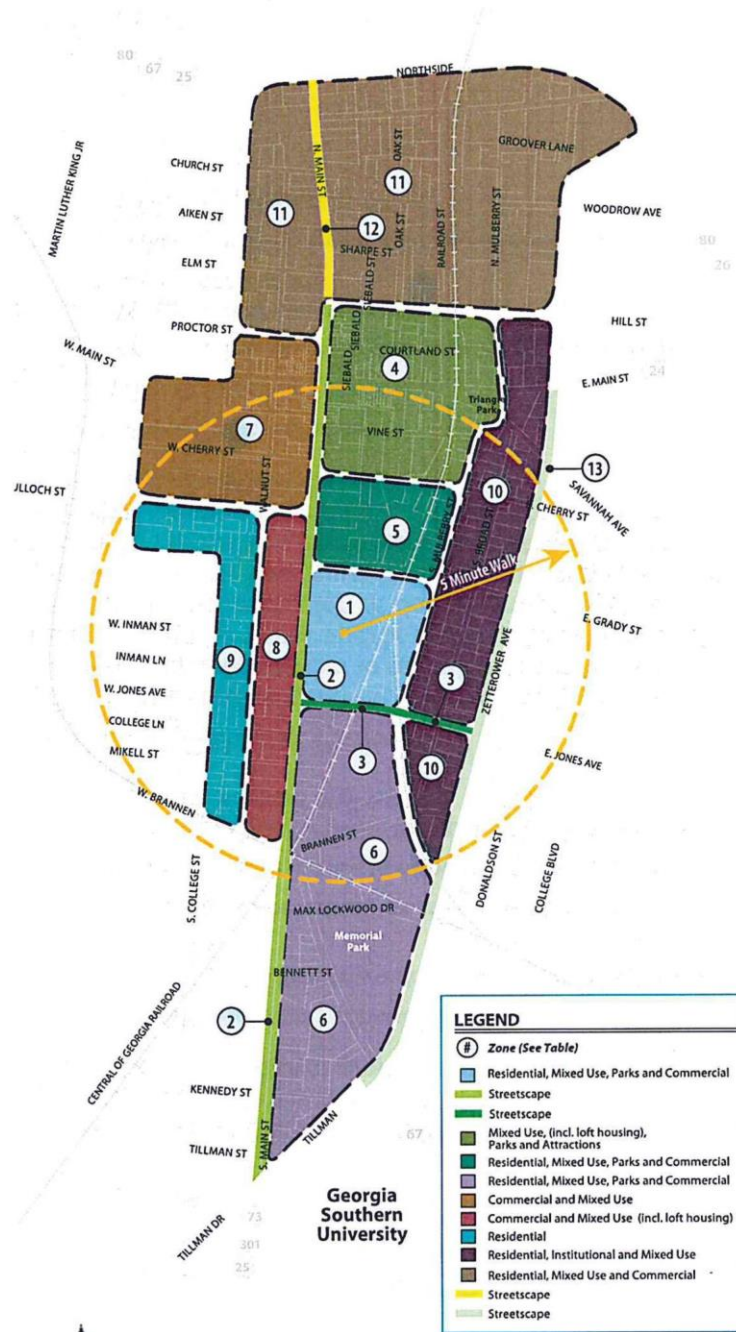 80
67
25
NORTHSIDE
MARTIN LUTHER KING JR
CHURCH ST
N. MAIN ST
OAK ST
GROOVER LANE
11
11
AIKEN ST
12
OAK ST
RAILROAD ST
N. MULBERRY ST
WOODROW AVE
SHARPE ST
80
26
ELM ST
SIEBALD ST
PROCTOR ST
SIEBALD
HILL ST
W. MAIN ST
SIEBALD
COURTLAND ST
4
E. MAIN ST
24
Triangle
Park
7
VINE ST
W. CHERRY ST
WALNUT ST
10
13
SAVANNAH AVE
JLLOCH ST
5
E. MULBERRY ST
BROAD ST
CHERRY ST
5 Minute Walk
1
W. INMAN ST
E. GRADY ST
INMAN LN
9
8
2
3
ZETTEROWER AVE
W. JONES AVE
COLLEGE LN
MIKELL ST
3
10
E. JONES AVE
W. BRANNEN
BRANNEN ST
6
S. COLLEGE ST
DONALDSON ST
COLLEGE BLVD
MAX LOCKWOOD DR
Memorial
Park
BENNETT ST
2
6
CENTRAL OF GEORGIA RAILROAD
KENNEDY ST
TILLMAN ST
S. MAIN ST
TILLMAN
67
Georgia
Southern
University
TILLMAN DR
73
301
25
LEGEND
# Zone (See Table)
Residential, Mixed Use, Parks and Commercial
Streetscape
Streetscape
Mixed Use, (incl. loft housing),
Parks and Attractions
Residential, Mixed Use, Parks and Commercial
Residential, Mixed Use, Parks and Commercial
Commercial and Mixed Use
Commercial and Mixed Use (incl. loft housing)
Residential
Residential, Institutional and Mixed Use
Residential, Mixed Use and Commercial
Streetscape
Streetscape